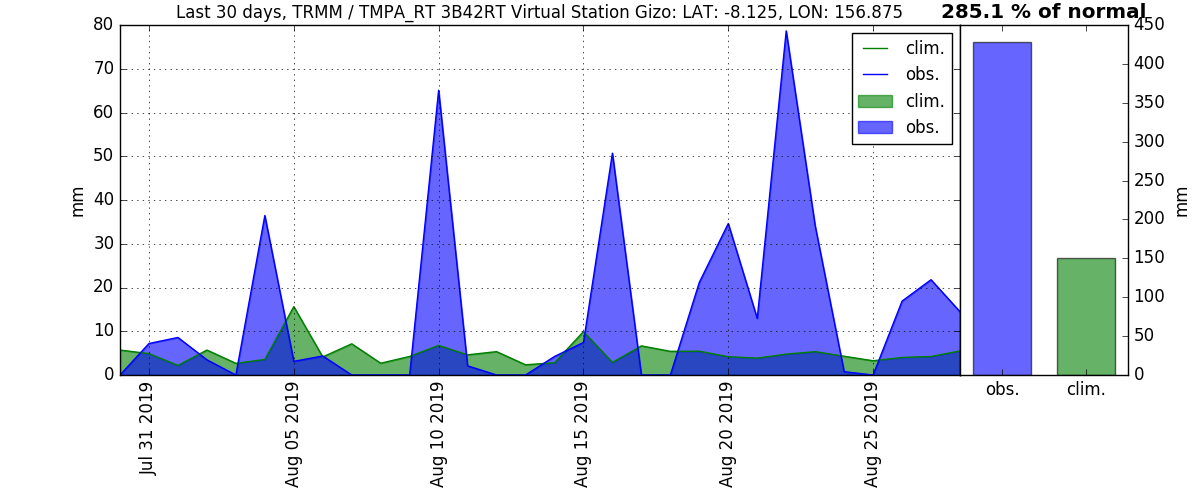 Last 30 days, TRMM / TMPA_RT 3B42RT Virtual Station Gizo: LAT: -8.125, LON: 156.875
285.1 % of normal
80
70
60
50
40
30
20
10
0
mm
clim.
obs.
clim.
obs.
Jul 31 2019
Aug 05 2019
Aug 10 2019
Aug 15 2019
Aug 20 2019
Aug 25 2019
450
400
350
300
250
200
150
100
50
0
mm
obs.
clim.